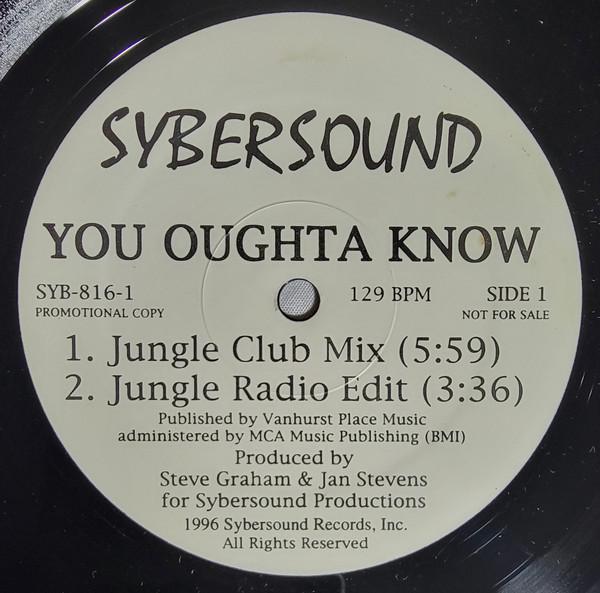 SYBERSOUND
YOU OUGHTA KNOW
SYB-816-1 129 BPM SIDE 1
PROMOTIONAL COPY NOT FOR SALE
1. Jungle Club Mix (5:59)
2. Jungle Radio Edit (3:36)
Published by Vanhurst Place Music
administered by MCA Music Publishing (BMI)
Produced by
Steve Graham & Jan Stevens
for Sybersound Productions
1996 Sybersound Records, Inc.
All Rights Reserved